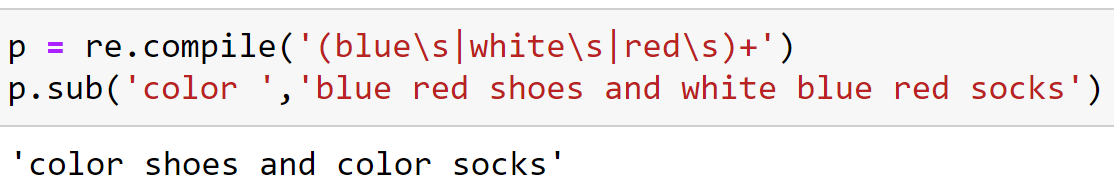 p = re.compile('(blue\s|white\s|red\s)+')
p.sub('color ','blue red shoes and white blue red socks')
'color shoes and color socks'